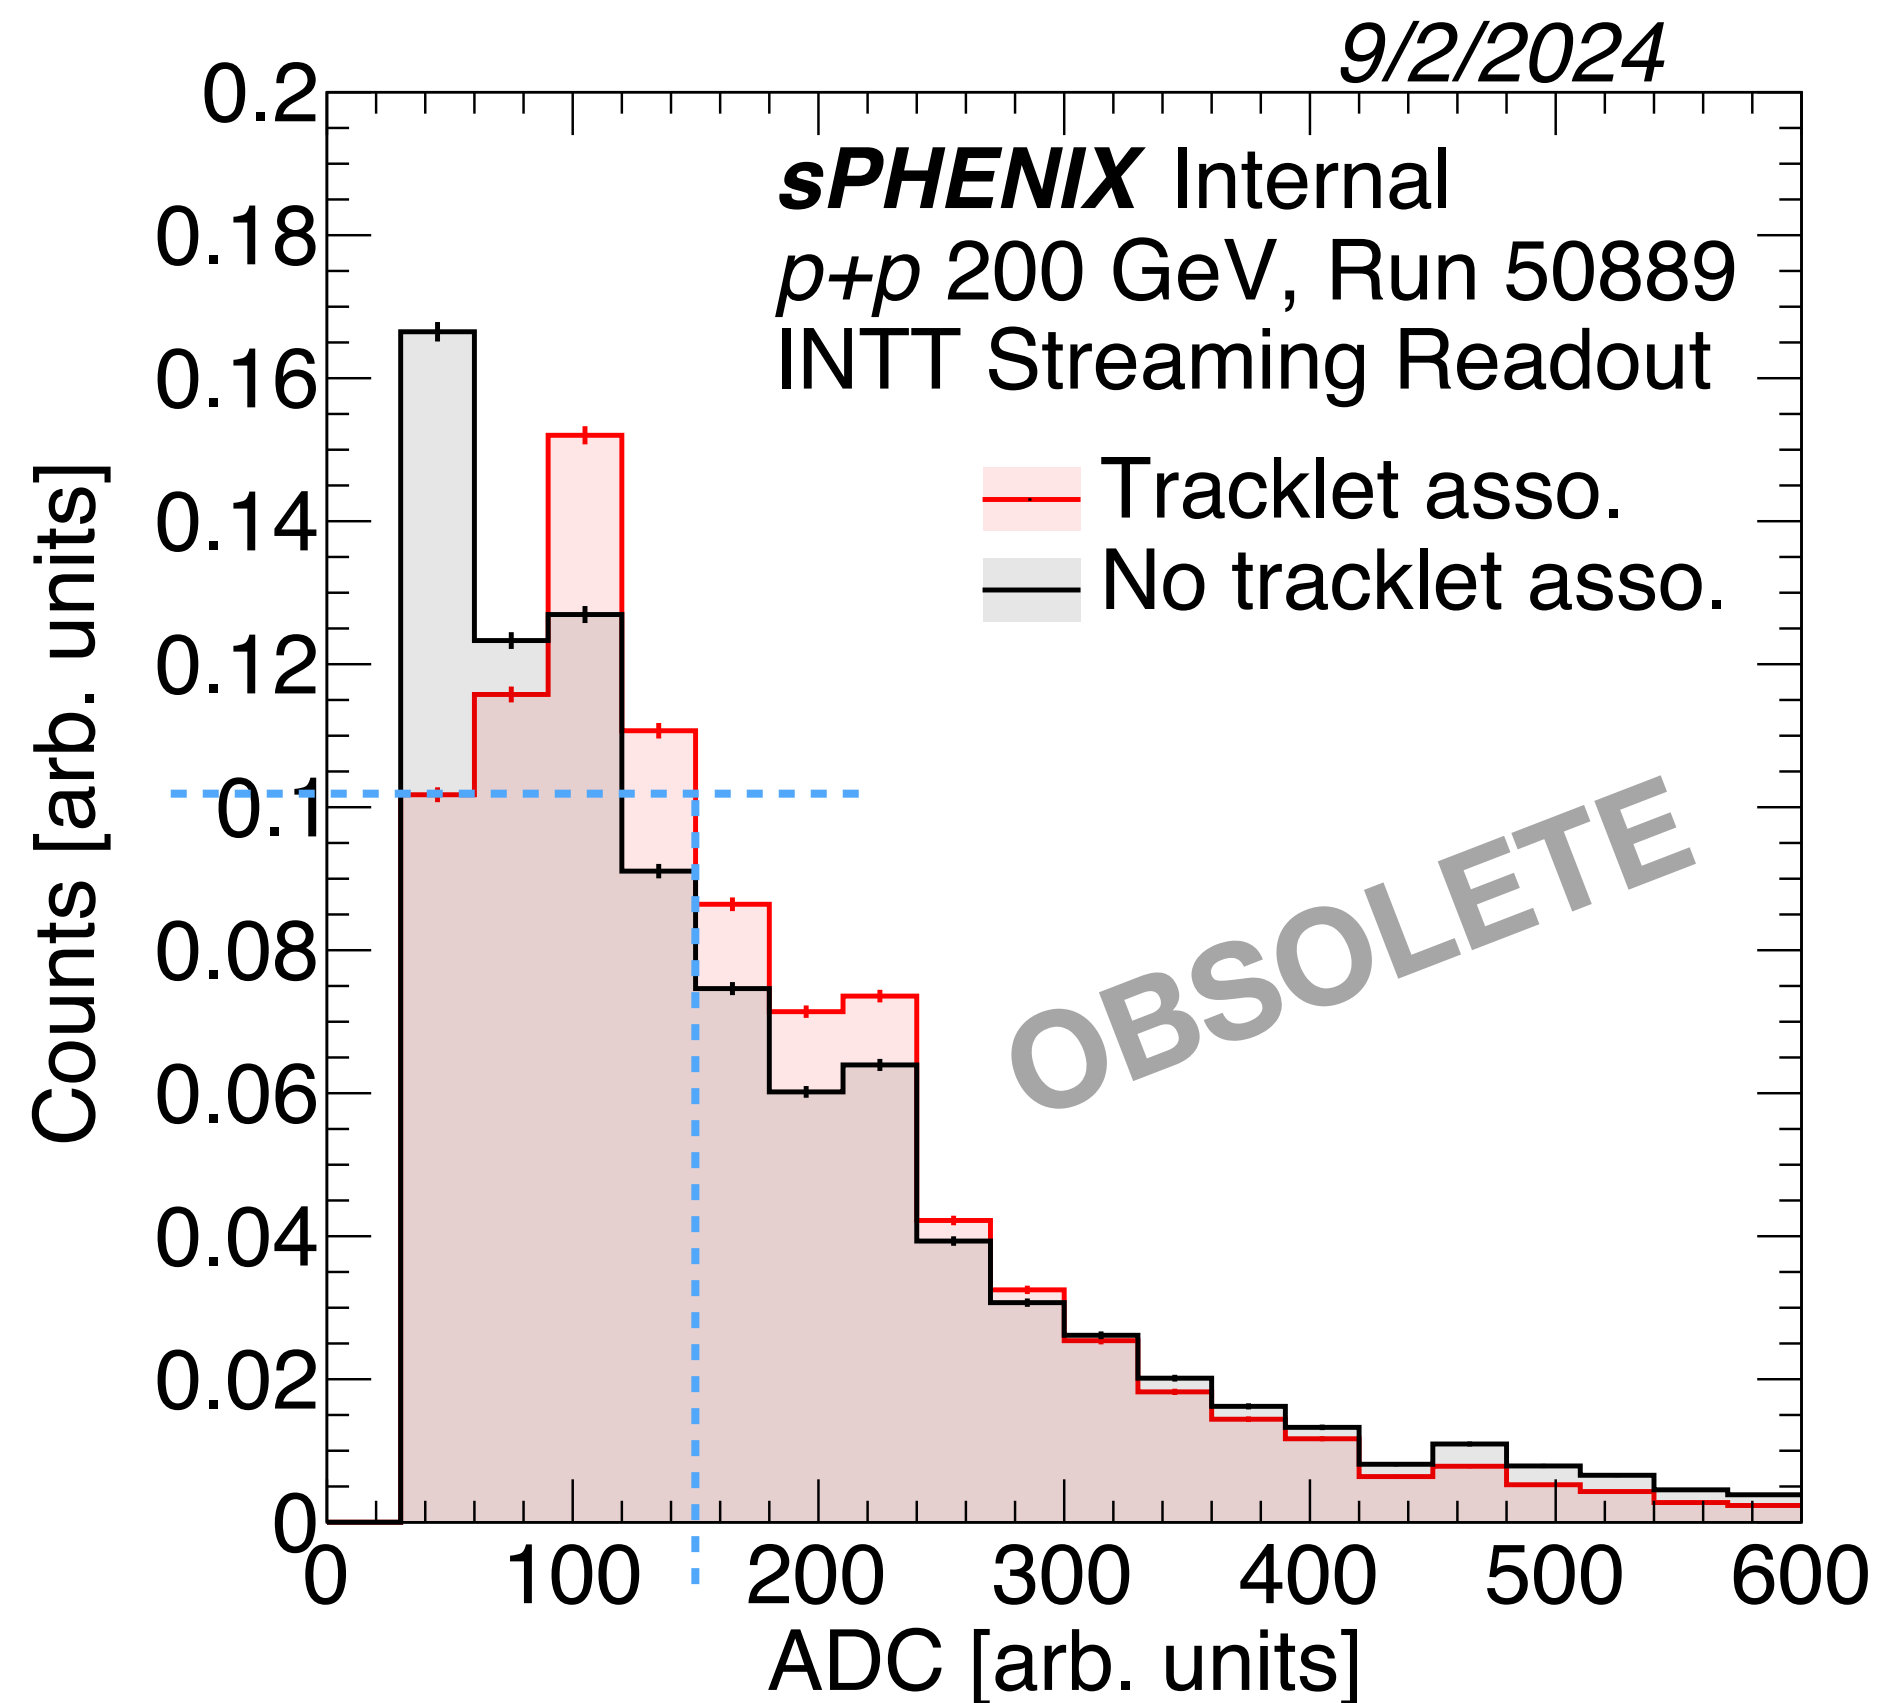 9/2/2024
sPHENIX Internal
p+p 200 GeV, Run 50889
INTT Streaming Readout
Tracklet asso.
No tracklet asso.
OBSOLETE
Counts [arb. units]
0.2
0.18
0.16
0.14
0.12
0.1
0.08
0.06
0.04
0.02
0
0 100 200 300 400 500 600
ADC [arb. units]